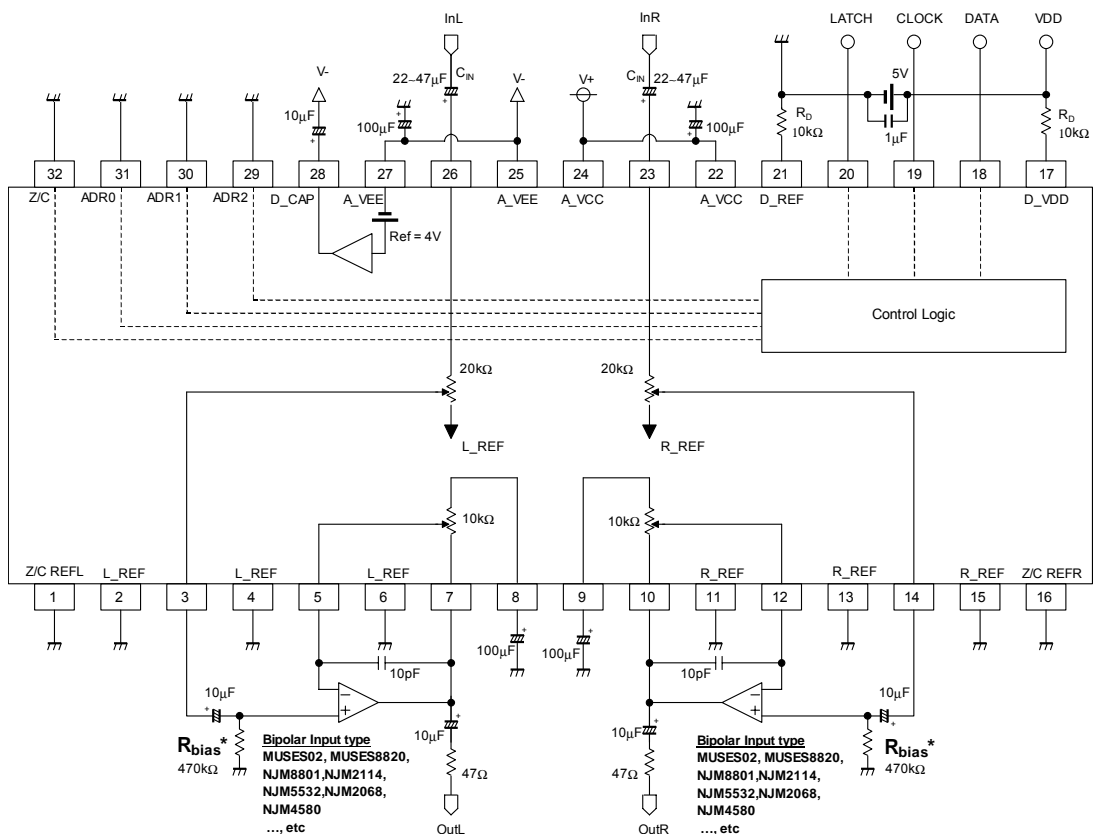 InL InR LATCH CLOCK DATA VDD
V- 22~47µF C_IN V- V+ C_IN 22~47µF 5V
10µF + 100µF + + 100µF + + R_D 10kΩ 1µF R_D 10kΩ
32 31 30 29 28 27 26 25 24 23 22 21 20 19 18 17
Z/C ADR0 ADR1 ADR2 D_CAP A_VEE A_VEE A_VCC A_VCC D_REF D_VDD
Ref = 4V
Control Logic
20kΩ 20kΩ
L_REF R_REF
10kΩ 10kΩ
Z/C REFL L_REF L_REF L_REF R_REF R_REF R_REF Z/C REFR
1 2 3 4 5 6 7 8 9 10 11 12 13 14 15 16
100µF + 100µF +
10pF 10pF
10µF + − + − + 10µF +
R_bias* 470kΩ
Bipolar Input type
MUSES02, MUSES8820,
NJM8801,NJM2114,
NJM5532,NJM2068,
NJM4580
..., etc
10µF +
47Ω
OutL
10µF +
47Ω
OutR
Bipolar Input type
MUSES02, MUSES8820,
NJM8801,NJM2114,
NJM5532,NJM2068,
NJM4580
..., etc
R_bias*
470kΩ